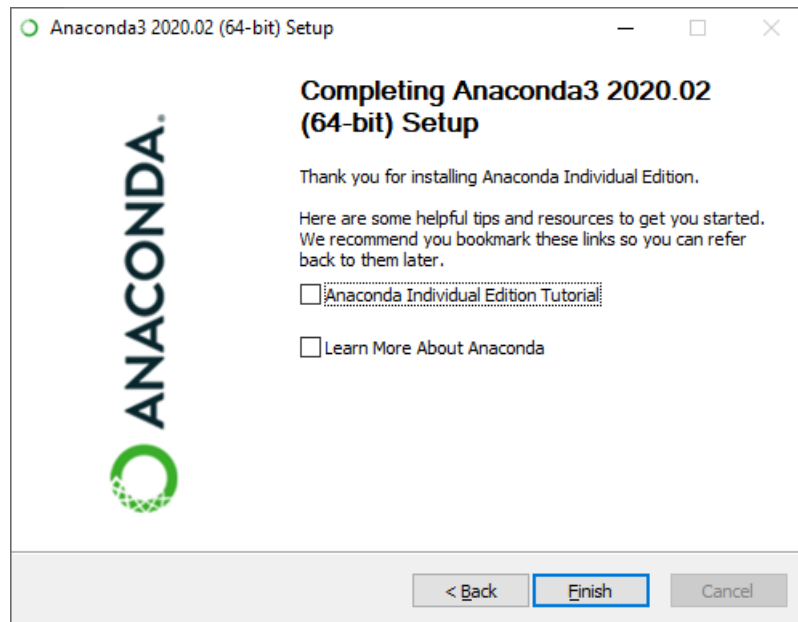 Anaconda3 2020.02 (64-bit) Setup
Completing Anaconda3 2020.02
(64-bit) Setup
ANACONDA.
Thank you for installing Anaconda Individual Edition.
Here are some helpful tips and resources to get you started.
We recommend you bookmark these links so you can refer
back to them later.
Anaconda Individual Edition Tutorial
Learn More About Anaconda
< Back
Finish
Cancel